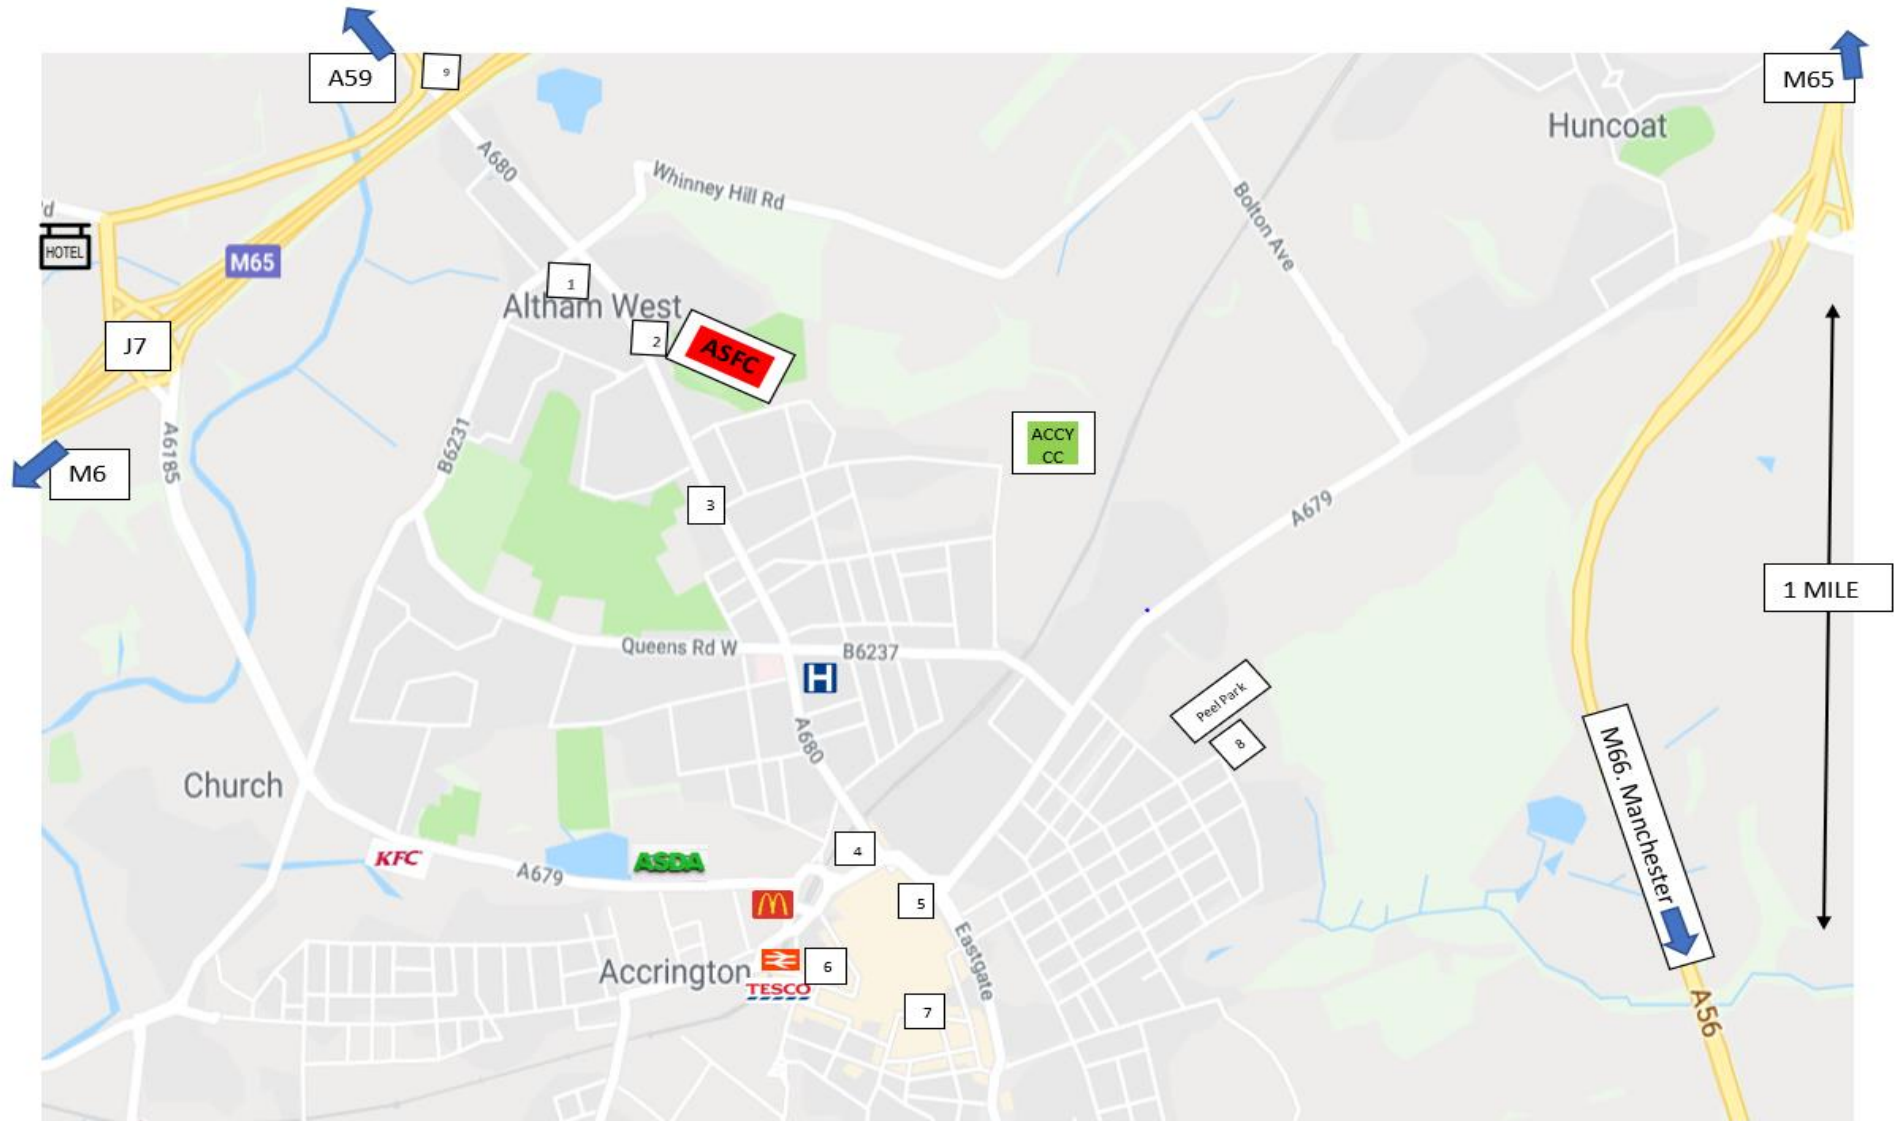 A59
9
M65
Huncoat
A680
Whinney Hill Rd
Bolton Ave
'd
HOTEL
M65
1
Altham West
2
ASFC
J7
A6185
B6231
ACCY
CC
M6
3
A679
1 MILE
Queens Rd W
B6237
H
Peel Park
8
A680
M66. Manchester
Church
4
KFC
ASDA
A679
5
Eastgate
Accrington
6
TESCO
7
A56